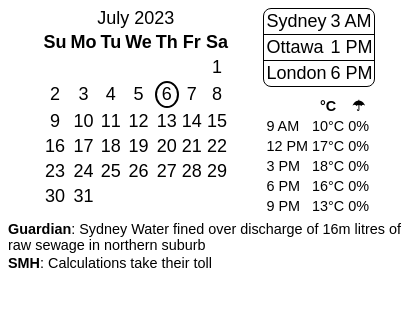 July 2023
Su Mo Tu We Th Fr Sa
1
2 3 4 5 6 7 8
9 10 11 12 13 14 15
16 17 18 19 20 21 22
23 24 25 26 27 28 29
30 31
Sydney 3 AM
Ottawa 1 PM
London 6 PM
°C ☂
9 AM 10°C 0%
12 PM 17°C 0%
3 PM 18°C 0%
6 PM 16°C 0%
9 PM 13°C 0%
Guardian: Sydney Water fined over discharge of 16m litres of
raw sewage in northern suburb
SMH: Calculations take their toll